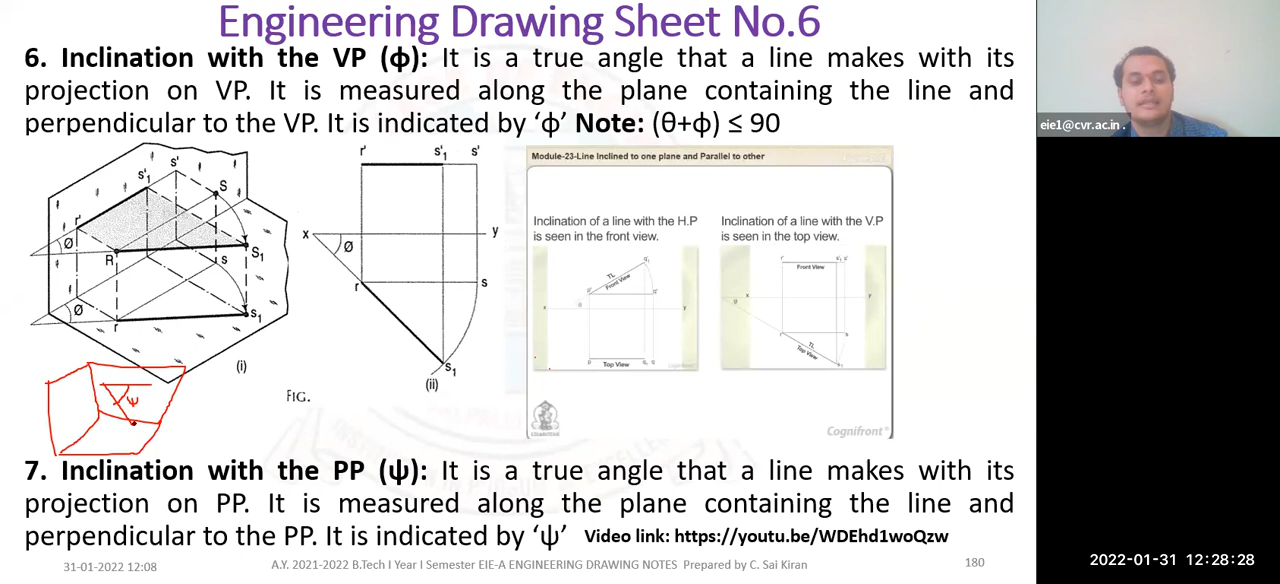 Engineering Drawing Sheet No.6
6. Inclination with the VP (ϕ): It is a true angle that a line makes with its
projection on VP. It is measured along the plane containing the line and
perpendicular to the VP. It is indicated by ‘ϕ’ Note: (θ+ϕ) ≤ 90
eie1@cvr.ac.in .
s' S
s'1
r'
Ø
R S1
s
Ø
r s1
(i)
r' s'1 s'
x y
Ø
r s
s1
(ii)
FIG.
Module-23-Line Inclined to one plane and Parallel to other
Inclination of a line with the H.P
is seen in the front view.
TL
Front View
x y
Top View
Inclination of a line with the V.P
is seen in the top view.
Front View
x y
TL
Top View
Cognifront
ψ
7. Inclination with the PP (ψ): It is a true angle that a line makes with its
projection on PP. It is measured along the plane containing the line and
perpendicular to the PP. It is indicated by ‘ψ’ Video link: https://youtu.be/WDEhd1woQzw
31-01-2022 12:08 A.Y. 2021-2022 B.Tech I Year I Semester EIE-A ENGINEERING DRAWING NOTES Prepared by C. Sai Kiran 180
2022-01-31 12:28:28